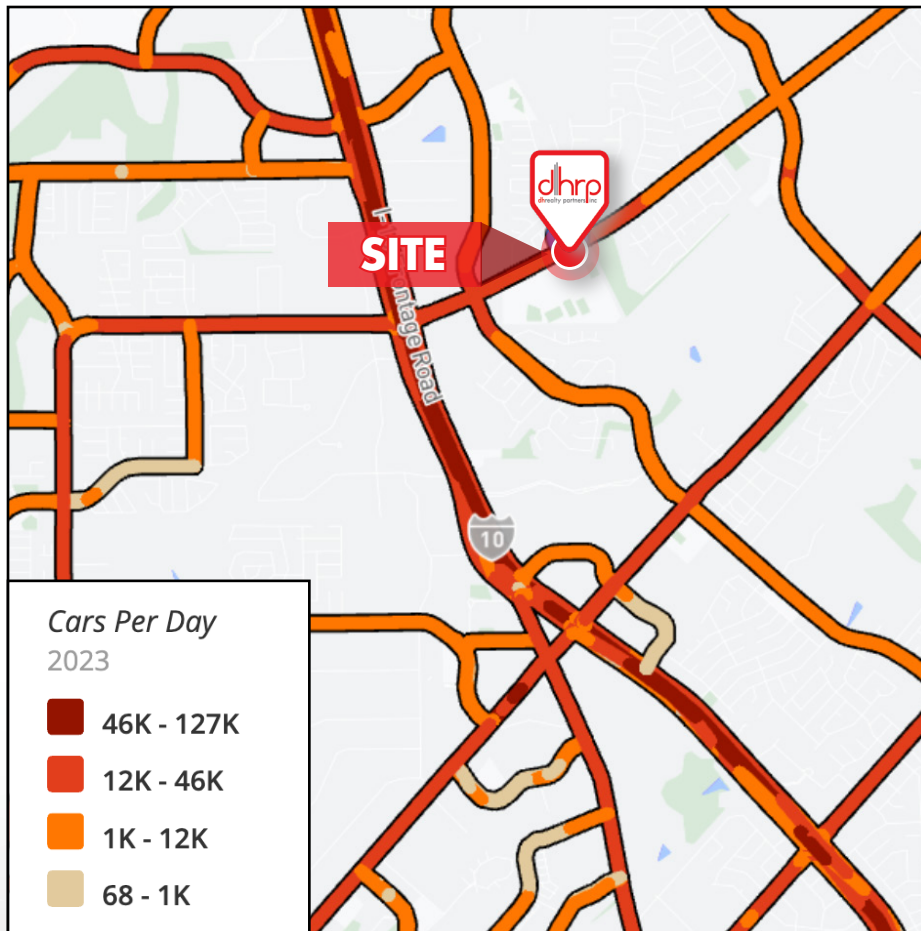 dhrp
dhrealty partners, inc
SITE
ontage Road
10
Cars Per Day
2023
46K - 127K
12K - 46K
1K - 12K
68 - 1K